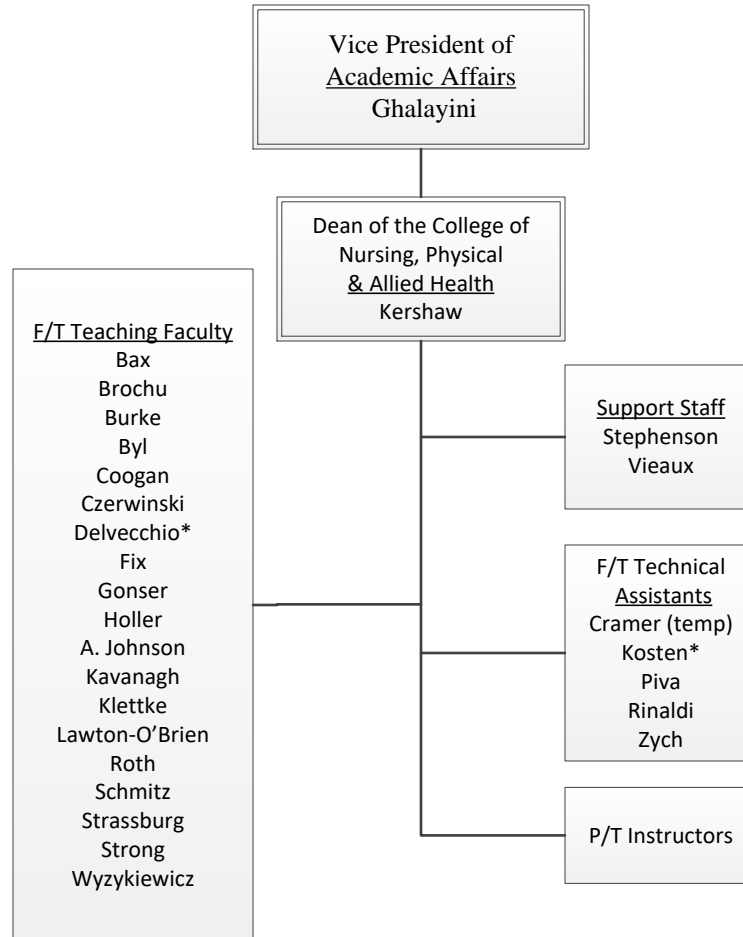 Vice President of
Academic Affairs
Ghalayini
Dean of the College of
Nursing, Physical
& Allied Health
Kershaw
F/T Teaching Faculty
Bax
Brochu
Burke
Byl
Coogan
Czerwinski
Delvecchio*
Fix
Gonser
Holler
A. Johnson
Kavanagh
Klettke
Lawton-O’Brien
Roth
Schmitz
Strassburg
Strong
Wyzykiewicz
Support Staff
Stephenson
Vieaux
F/T Technical
Assistants
Cramer (temp)
Kosten*
Piva
Rinaldi
Zych
P/T Instructors